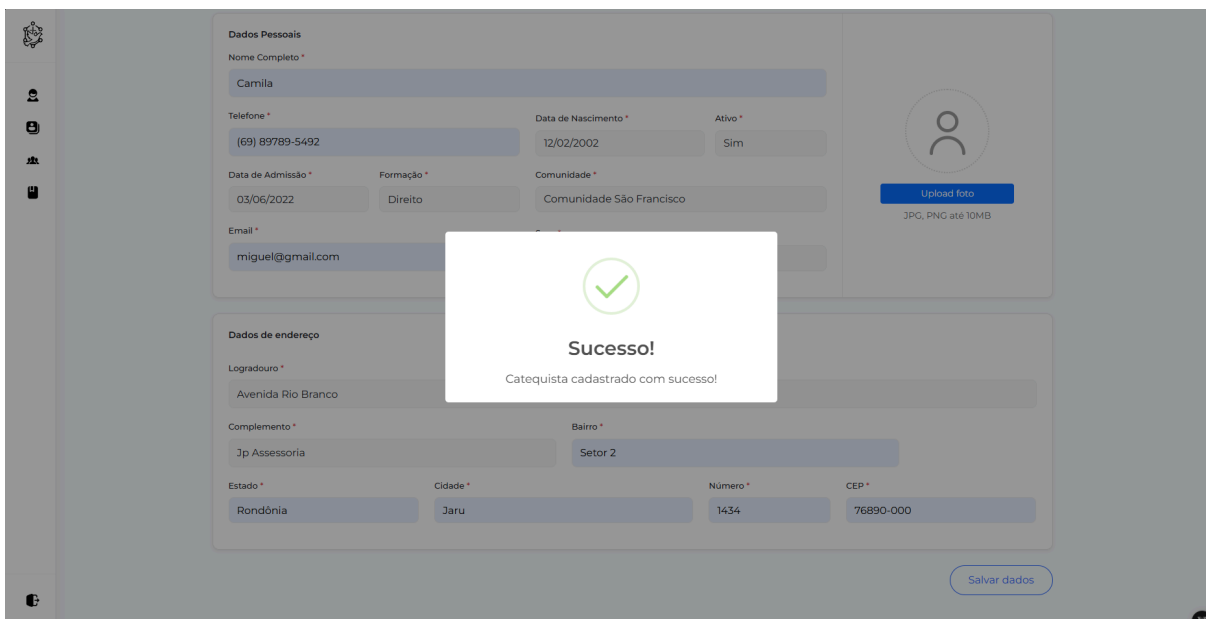 Dados Pessoais
Nome Completo *
Camila
Telefone * Data de Nascimento * Ativo *
(69) 89789-5492 12/02/2002 Sim
Data de Admissão * Formação * Comunidade *
03/06/2022 Direito Comunidade São Francisco
Upload foto
JPG, PNG até 10MB
Email *
miguel@gmail.com
Sucesso!
Catequista cadastrado com sucesso!
Dados de endereço
Logradouro *
Avenida Rio Branco
Complemento * Bairro *
Jp Assessoria Setor 2
Estado * Cidade * Número * CEP *
Rondônia Jaru 1434 76890-000
Salvar dados